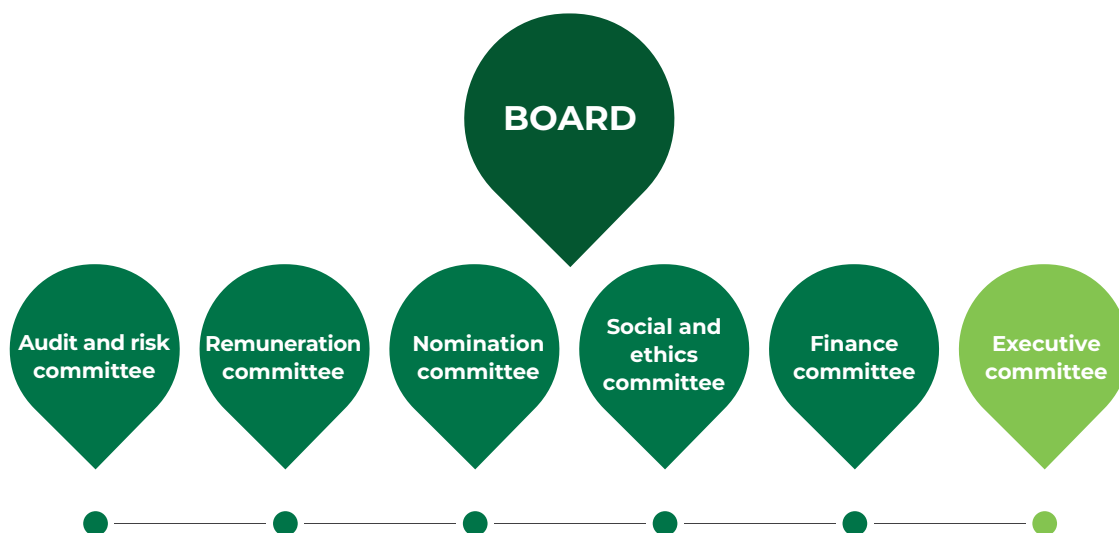 BOARD
Audit and risk
committee
Remuneration
committee
Nomination
committee
Social and
ethics
committee
Finance
committee
Executive
committee